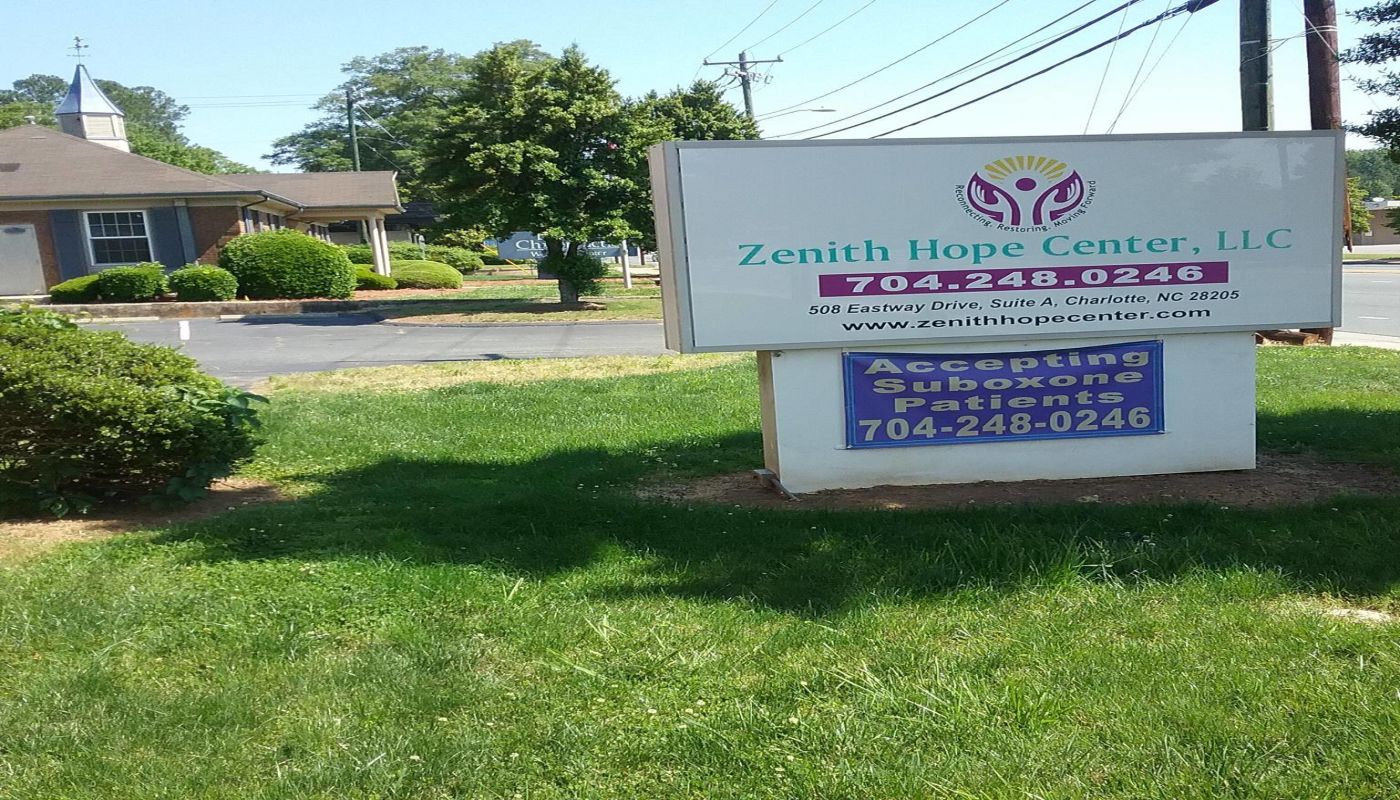 Reconnecting. Restoring. Moving Forward
Zenith Hope Center, LLC
704.248.0246
508 Eastway Drive, Suite A, Charlotte, NC 28205
www.zenithhopecenter.com
Accepting
Suboxone
Patients
704-248-0246